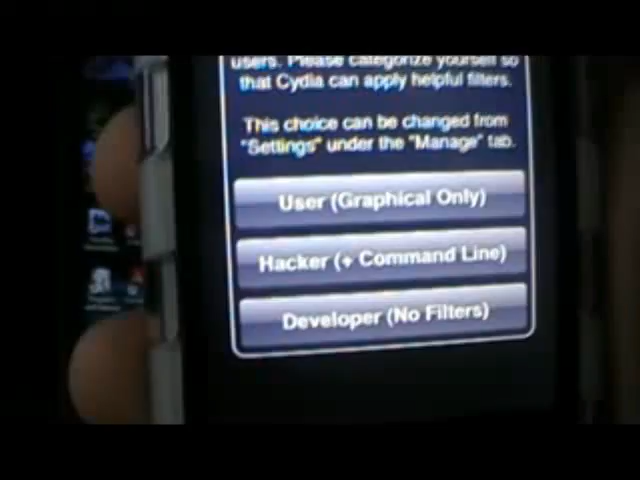 users. Please categorize yourself so
that Cydia can apply helpful filters.
This choice can be changed from
"Settings" under the "Manage" tab.
User (Graphical Only)
Hacker (+ Command Line)
Developer (No Filters)